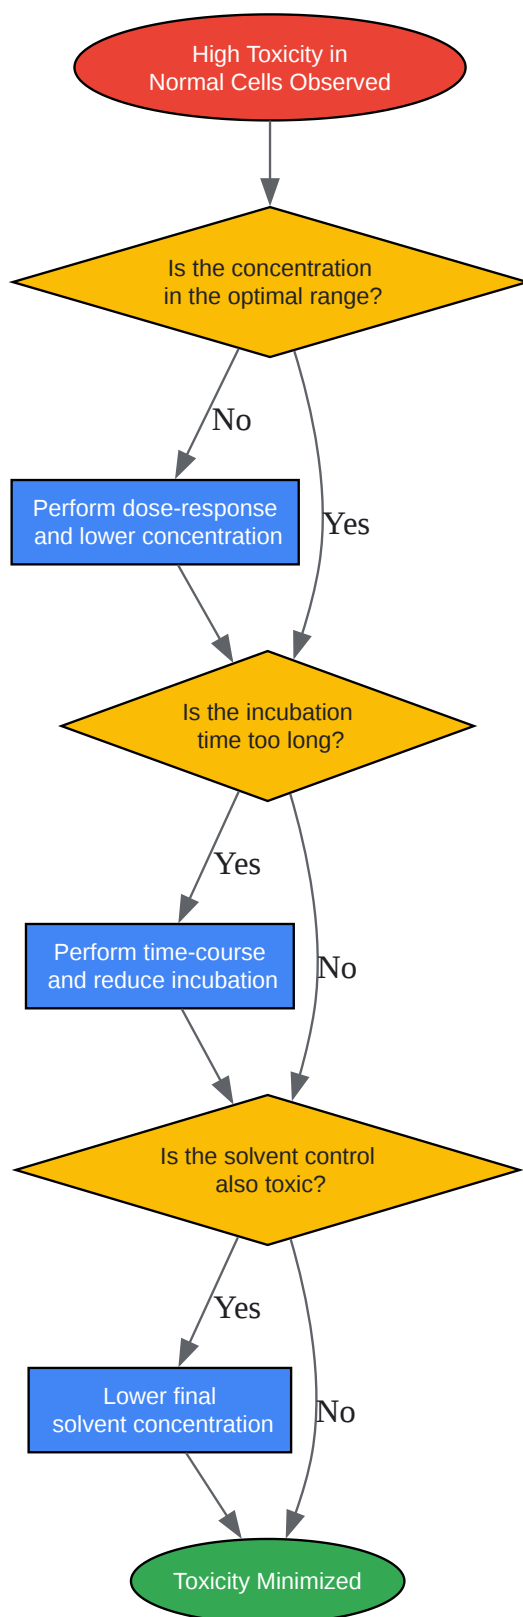 High Toxicity in
Normal Cells Observed
Is the concentration
in the optimal range?
No
Perform dose-response
and lower concentration
Yes
Is the incubation
time too long?
Yes
Perform time-course
and reduce incubation
No
Is the solvent control
also toxic?
Yes
Lower final
solvent concentration
No
Toxicity Minimized